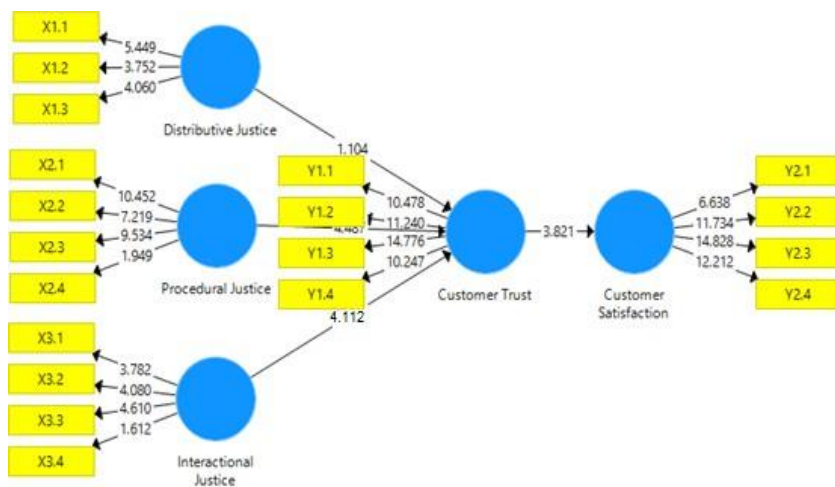 X1.1
5.449
X1.2
3.752
4.060
X1.3
Distributive Justice
1.104
X2.1
10.452
X2.2
7.219
X2.3
9.534
1.949
X2.4
Procedural Justice
4.487
Y1.1
10.478
Y1.2
11.240
Y1.3
14.776
10.247
Y1.4
Customer Trust
3.821
Y2.1
6.638
11.734
Y2.2
14.828
Y2.3
12.212
Y2.4
Customer
Satisfaction
4.112
X3.1
3.782
X3.2
4.080
X3.3
4.610
1.612
X3.4
Interactional
Justice